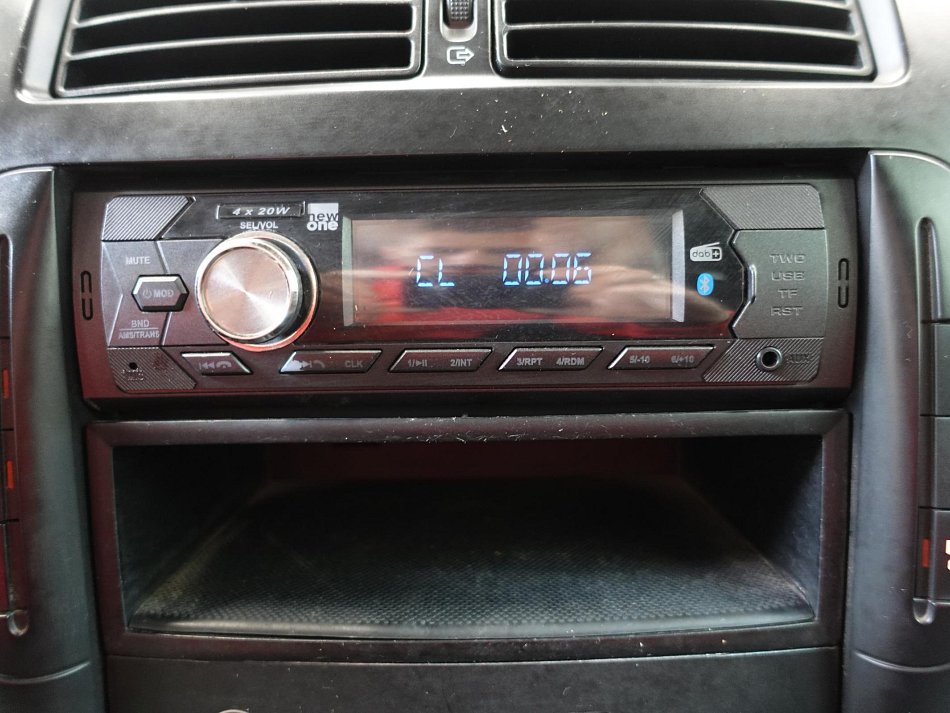 4 x 20W
SEL/VOL
new
one
MUTE
MOD
BND
AMS/TRANS
CL 00:06
dab+
TWO
USB
TF
RST
CLK
1/▶II
2/INT
3/RPT
4/RDM
5/-10
6/+10
AUX